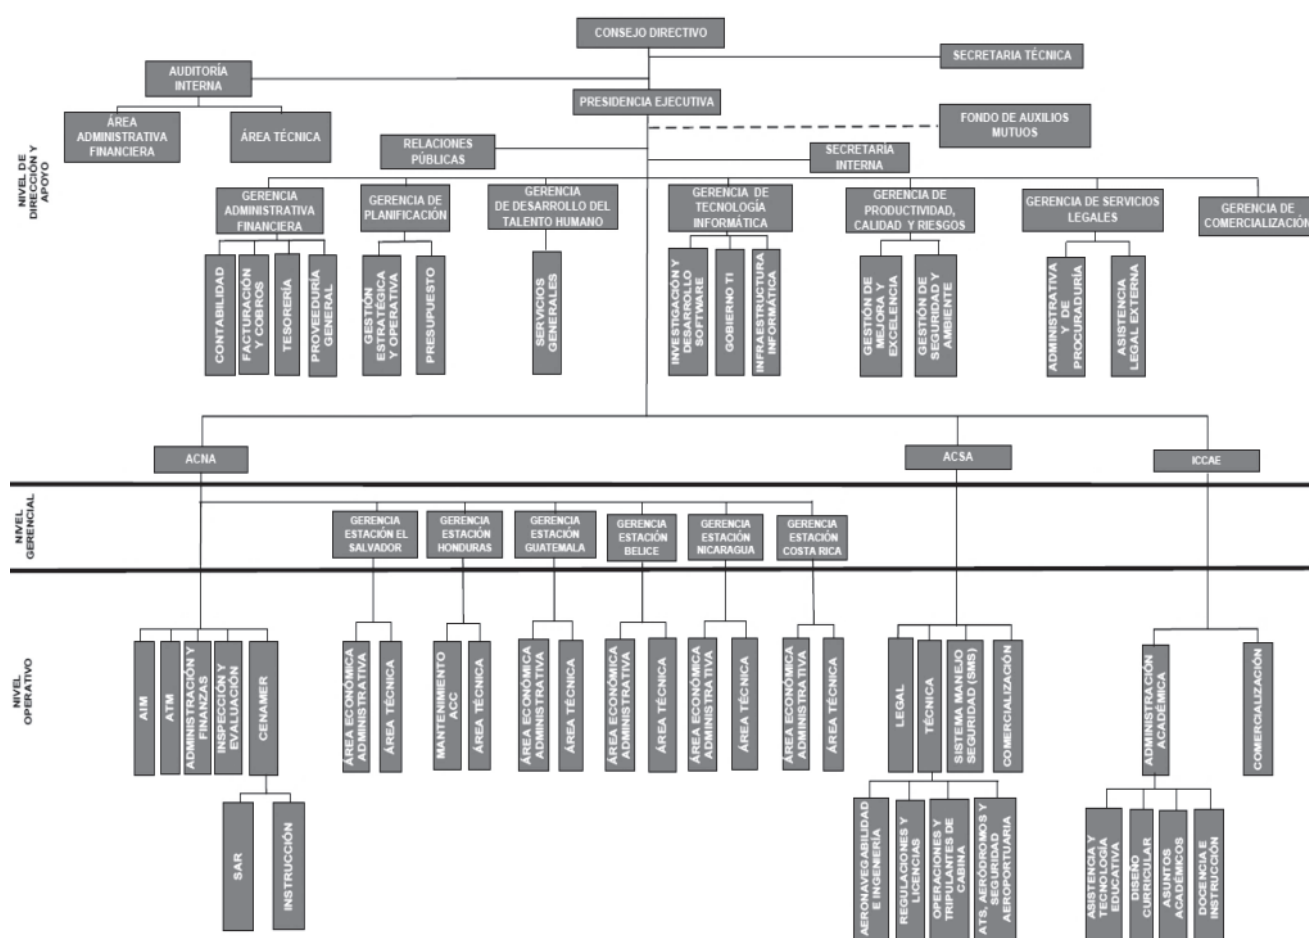 CONSEJO DIRECTIVO
SECRETARIA TÉCNICA
AUDITORÍA
INTERNA
PRESIDENCIA EJECUTIVA
ÁREA
ADMINISTRATIVA
FINANCIERA
ÁREA TÉCNICA
FONDO DE AUXILIOS
MUTUOS
RELACIONES
PÚBLICAS
SECRETARÍA
INTERNA
NIVEL DE
DIRECCIÓN Y
APOYO
GERENCIA
ADMINISTRATIVA
FINANCIERA
GERENCIA DE
PLANIFICACIÓN
GERENCIA
DE DESARROLLO DEL
TALENTO HUMANO
GERENCIA DE
TECNOLOGÍA
INFORMÁTICA
GERENCIA DE
PRODUCTIVIDAD,
CALIDAD Y RIESGOS
GERENCIA DE SERVICIOS
LEGALES
GERENCIA DE
COMERCIALIZACIÓN
CONTABILIDAD
FACTURACIÓN
Y COBROS
TESORERÍA
PROVEEDURÍA
GENERAL
GESTIÓN
ESTRATÉGICA
Y OPERATIVA
PRESUPUESTO
SERVICIOS
GENERALES
INVESTIGACIÓN Y
DESARROLLO
SOFTWARE
GOBIERNO TI
INFRAESTRUCTURA
INFORMÁTICA
GESTIÓN DE
MEJORA Y
EXCELENCIA
GESTIÓN DE
SEGURIDAD Y
AMBIENTE
ADMINISTRATIVA
Y DE
PROCURADURÍA
ASISTENCIA
LEGAL EXTERNA
ACNA
ACSA
ICCAE
NIVEL
GERENCIAL
GERENCIA
ESTACIÓN EL
SALVADOR
GERENCIA
ESTACIÓN
HONDURAS
GERENCIA
ESTACIÓN
GUATEMALA
GERENCIA
ESTACIÓN
BELICE
GERENCIA
ESTACIÓN
NICARAGUA
GERENCIA
ESTACIÓN
COSTA RICA
NIVEL
OPERATIVO
AIM
ATM
ADMINISTRACIÓN Y
FINANZAS
INSPECCIÓN Y
EVALUACIÓN
CENAMER
ÁREA ECONÓMICA
ADMINISTRATIVA
ÁREA TÉCNICA
MANTENIMIENTO
ACC
ÁREA TÉCNICA
ÁREA ECONÓMICA
ADMINISTRATIVA
ÁREA TÉCNICA
ÁREA ECONÓMICA
ADMINISTRATIVA
ÁREA TÉCNICA
ÁREA ECONÓMICA
ADMINISTRATIVA
ÁREA TÉCNICA
ÁREA ECONÓMICA
ADMINISTRATIVA
ÁREA TÉCNICA
LEGAL
TÉCNICA
SISTEMA MANEJO
SEGURIDAD (SMS)
COMERCIALIZACIÓN
ADMINISTRACIÓN
ACADÉMICA
COMERCIALIZACIÓN
SAR
INSTRUCCIÓN
AERONAVEGABILIDAD
E INGENIERÍA
REGULACIONES Y
LICENCIAS
OPERACIONES Y
TRIPULANTES DE
CABINA
ATS, AERÓDROMOS Y
SEGURIDAD
AEROPORTUARIA
ASISTENCIA Y
TECNOLOGÍA
EDUCATIVA
DISEÑO
CURRICULAR
ASUNTOS
ACADÉMICOS
DOCENCIA E
INSTRUCCIÓN